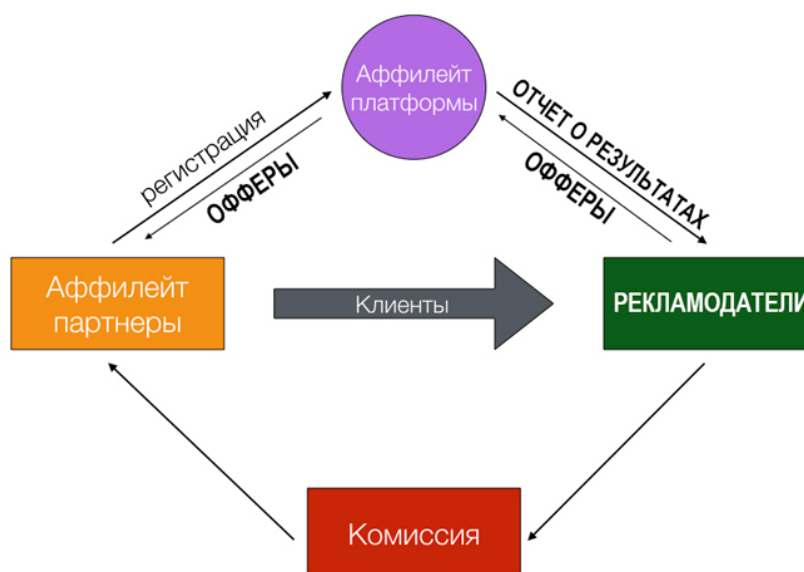 Аффилейт
платформы
регистрация
ОФФЕРЫ
ОТЧЕТ О РЕЗУЛЬТАТАХ
ОФФЕРЫ
Аффилейт
партнеры
Клиенты
РЕКЛАМОДАТЕЛИ
Комиссия